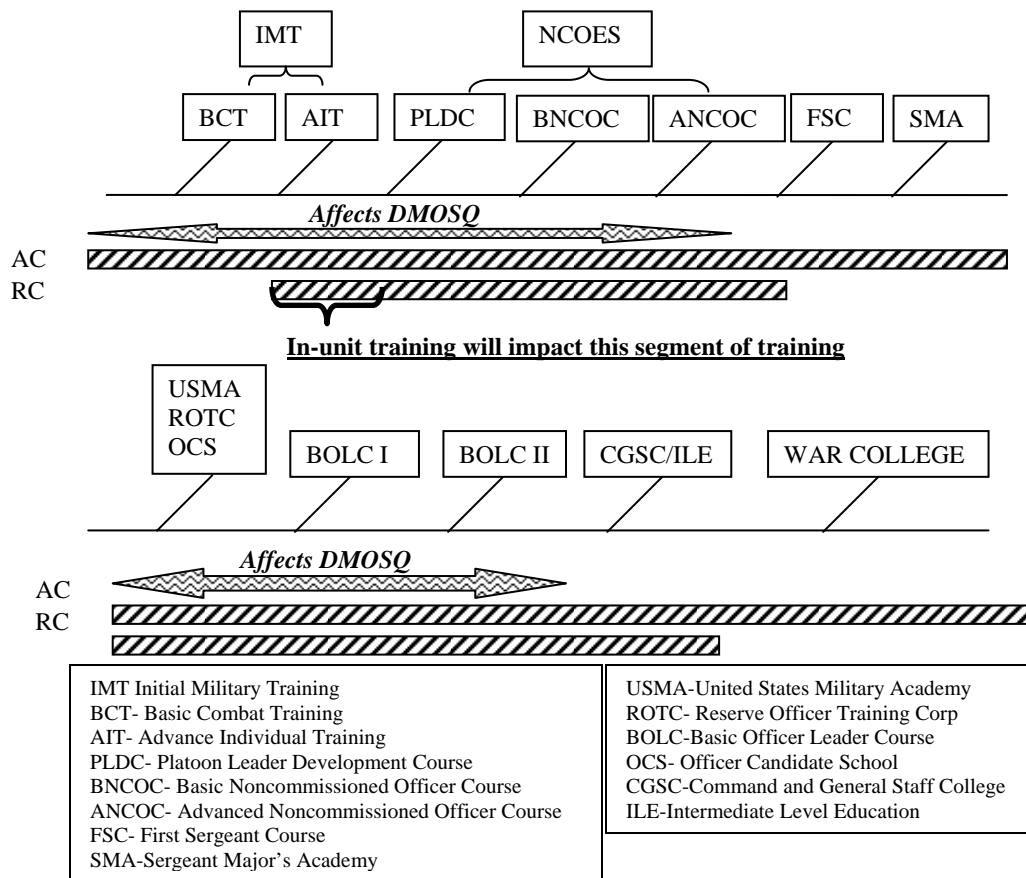 IMT
NCOES
BCT
AIT
PLDC
BNCOC
ANCOC
FSC
SMA
Affects DMOSQ
AC
RC
In-unit training will impact this segment of training
USMA
ROTC
OCS
BOLC I
BOLC II
CGSC/ILE
WAR COLLEGE
Affects DMOSQ
AC
RC
IMT Initial Military Training
BCT- Basic Combat Training
AIT- Advance Individual Training
PLDC- Platoon Leader Development Course
BNCOC- Basic Noncommissioned Officer Course
ANCOC- Advanced Noncommissioned Officer Course
FSC- First Sergeant Course
SMA-Sergeant Major’s Academy
USMA-United States Military Academy
ROTC- Reserve Officer Training Corp
BOLC-Basic Officer Leader Course
OCS- Officer Candidate School
CGSC-Command and General Staff College
ILE-Intermediate Level Education